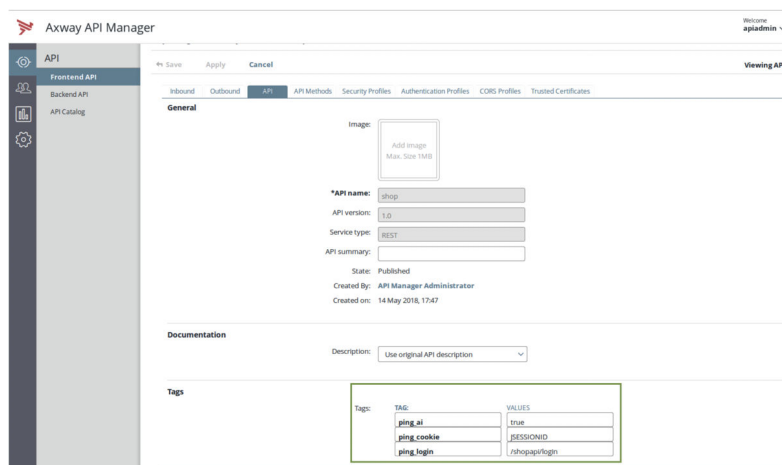 Axway API Manager
Welcome
apiadmin
API
Frontend API
Backend API
API Catalog
Save Apply Cancel
Viewing AP
Inbound Outbound API API Methods Security Profiles Authentication Profiles CORS Profiles Trusted Certificates
General
Image:
Add image
Max. Size 1MB
*API name: shop
API version: 1.0
Service type: REST
API summary:
State: Published
Created By: API Manager Administrator
Created on: 14 May 2018, 17:47
Documentation
Description: Use original API description
Tags
Tags: TAG: VALUES
ping_ai true
ping_cookie JSESSIONID
ping_login /shopapi/login